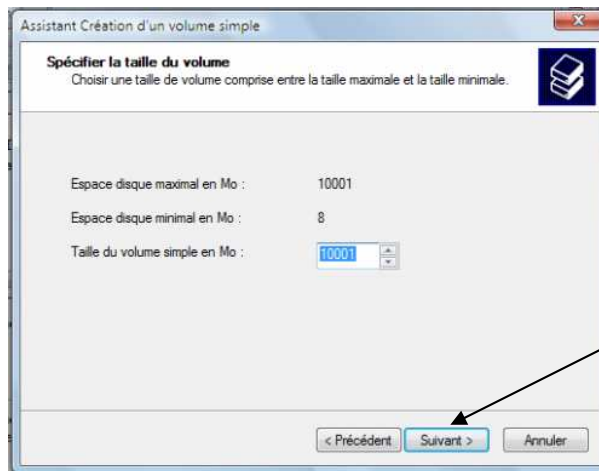 Assistant Création d'un volume simple
Spécifier la taille du volume
Choisir une taille de volume comprise entre la taille maximale et la taille minimale.
Espace disque maximal en Mo : 10001
Espace disque minimal en Mo : 8
Taille du volume simple en Mo : 10001
< Précédent Suivant > Annuler